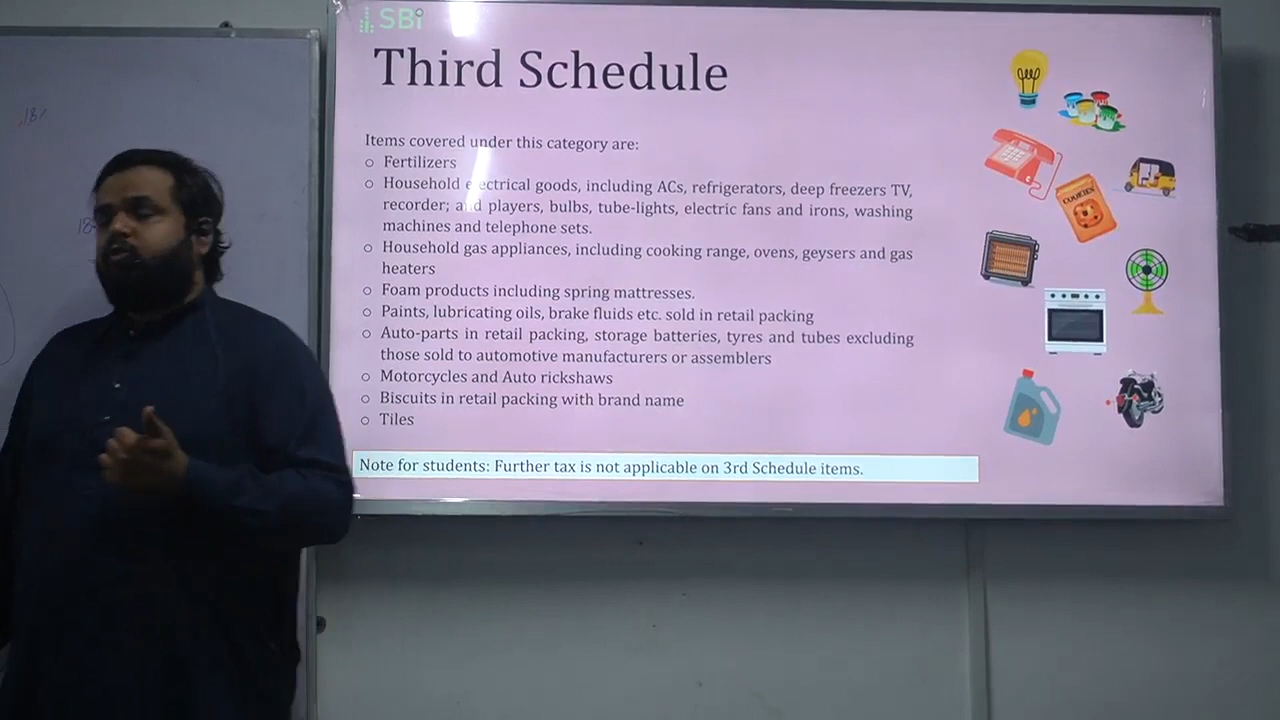 SBi
Third Schedule
Items covered under this category are:
o Fertilizers
o Household electrical goods, including ACs, refrigerators, deep freezers TV,
recorder; and players, bulbs, tube-lights, electric fans and irons, washing
machines and telephone sets.
o Household gas appliances, including cooking range, ovens, geysers and gas
heaters
o Foam products including spring mattresses.
o Paints, lubricating oils, brake fluids etc. sold in retail packing
o Auto-parts in retail packing, storage batteries, tyres and tubes excluding
those sold to automotive manufacturers or assemblers
o Motorcycles and Auto rickshaws
o Biscuits in retail packing with brand name
o Tiles
Note for students: Further tax is not applicable on 3rd Schedule items.
COOKIES
18%
18